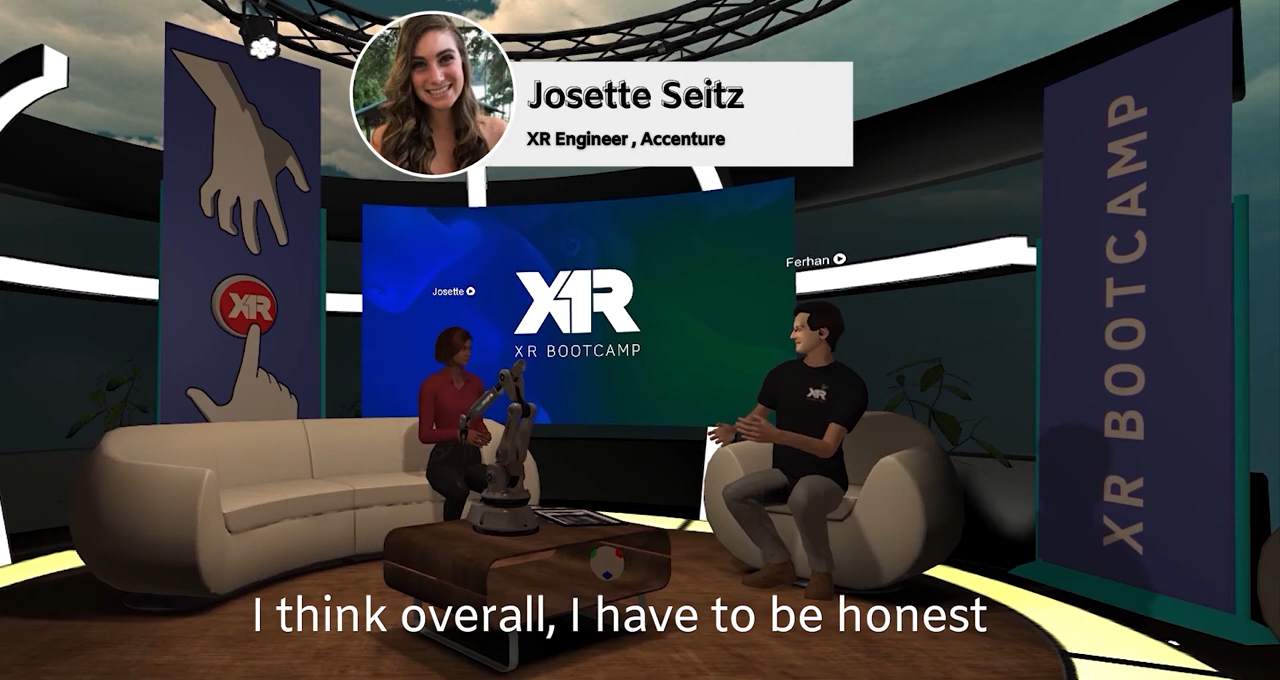 Josette Seitz
XR Engineer , Accenture
XR BOOTCAMP
Ferhan
Josette
XR
XR
XR BOOTCAMP
XR
I think overall, I have to be honest